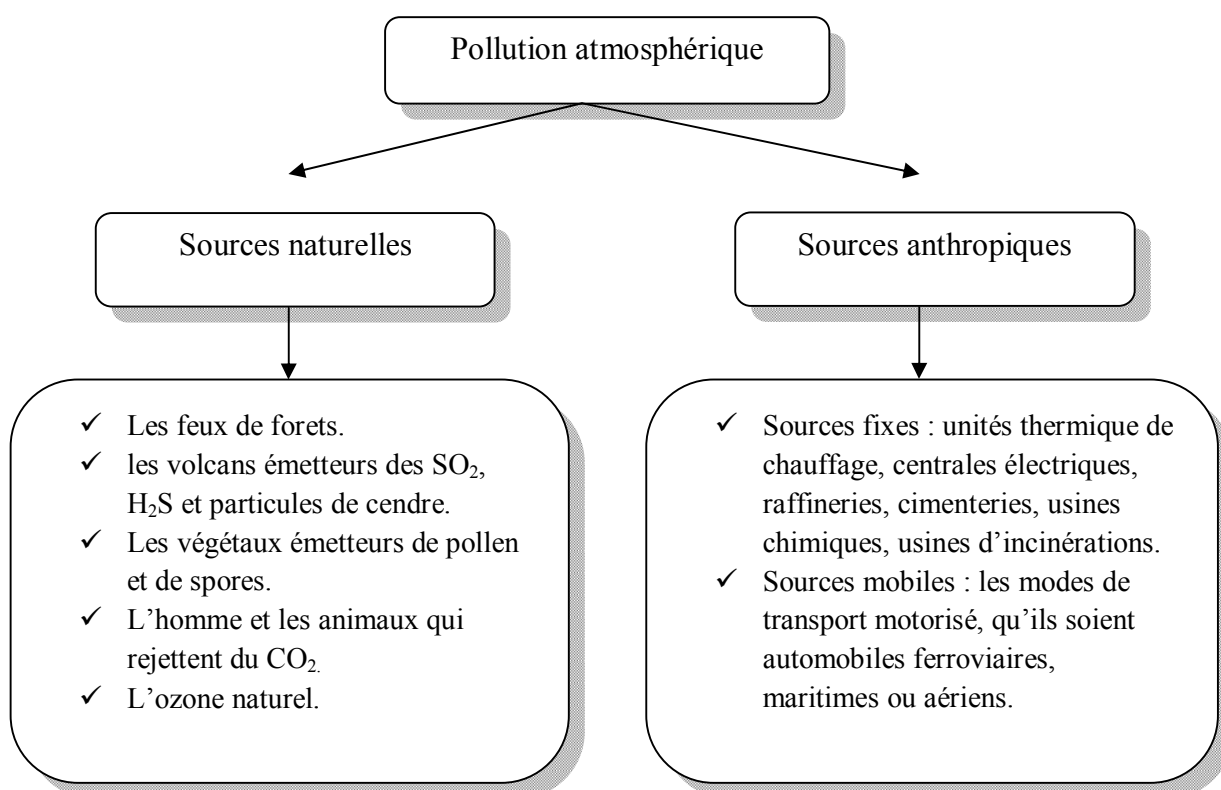 Pollution atmosphérique
Sources naturelles
Sources anthropiques
✓ Les feux de forets.
✓ les volcans émetteurs des SO₂,
H₂S et particules de cendre.
✓ Les végétaux émetteurs de pollen
et de spores.
✓ L’homme et les animaux qui
rejettent du CO₂.
✓ L’ozone naturel.
✓ Sources fixes : unités thermique de
chauffage, centrales électriques,
raffineries, cimenteries, usines
chimiques, usines d’incinérations.
✓ Sources mobiles : les modes de
transport motorisé, qu’ils soient
automobiles ferroviaires,
maritimes ou aériens.